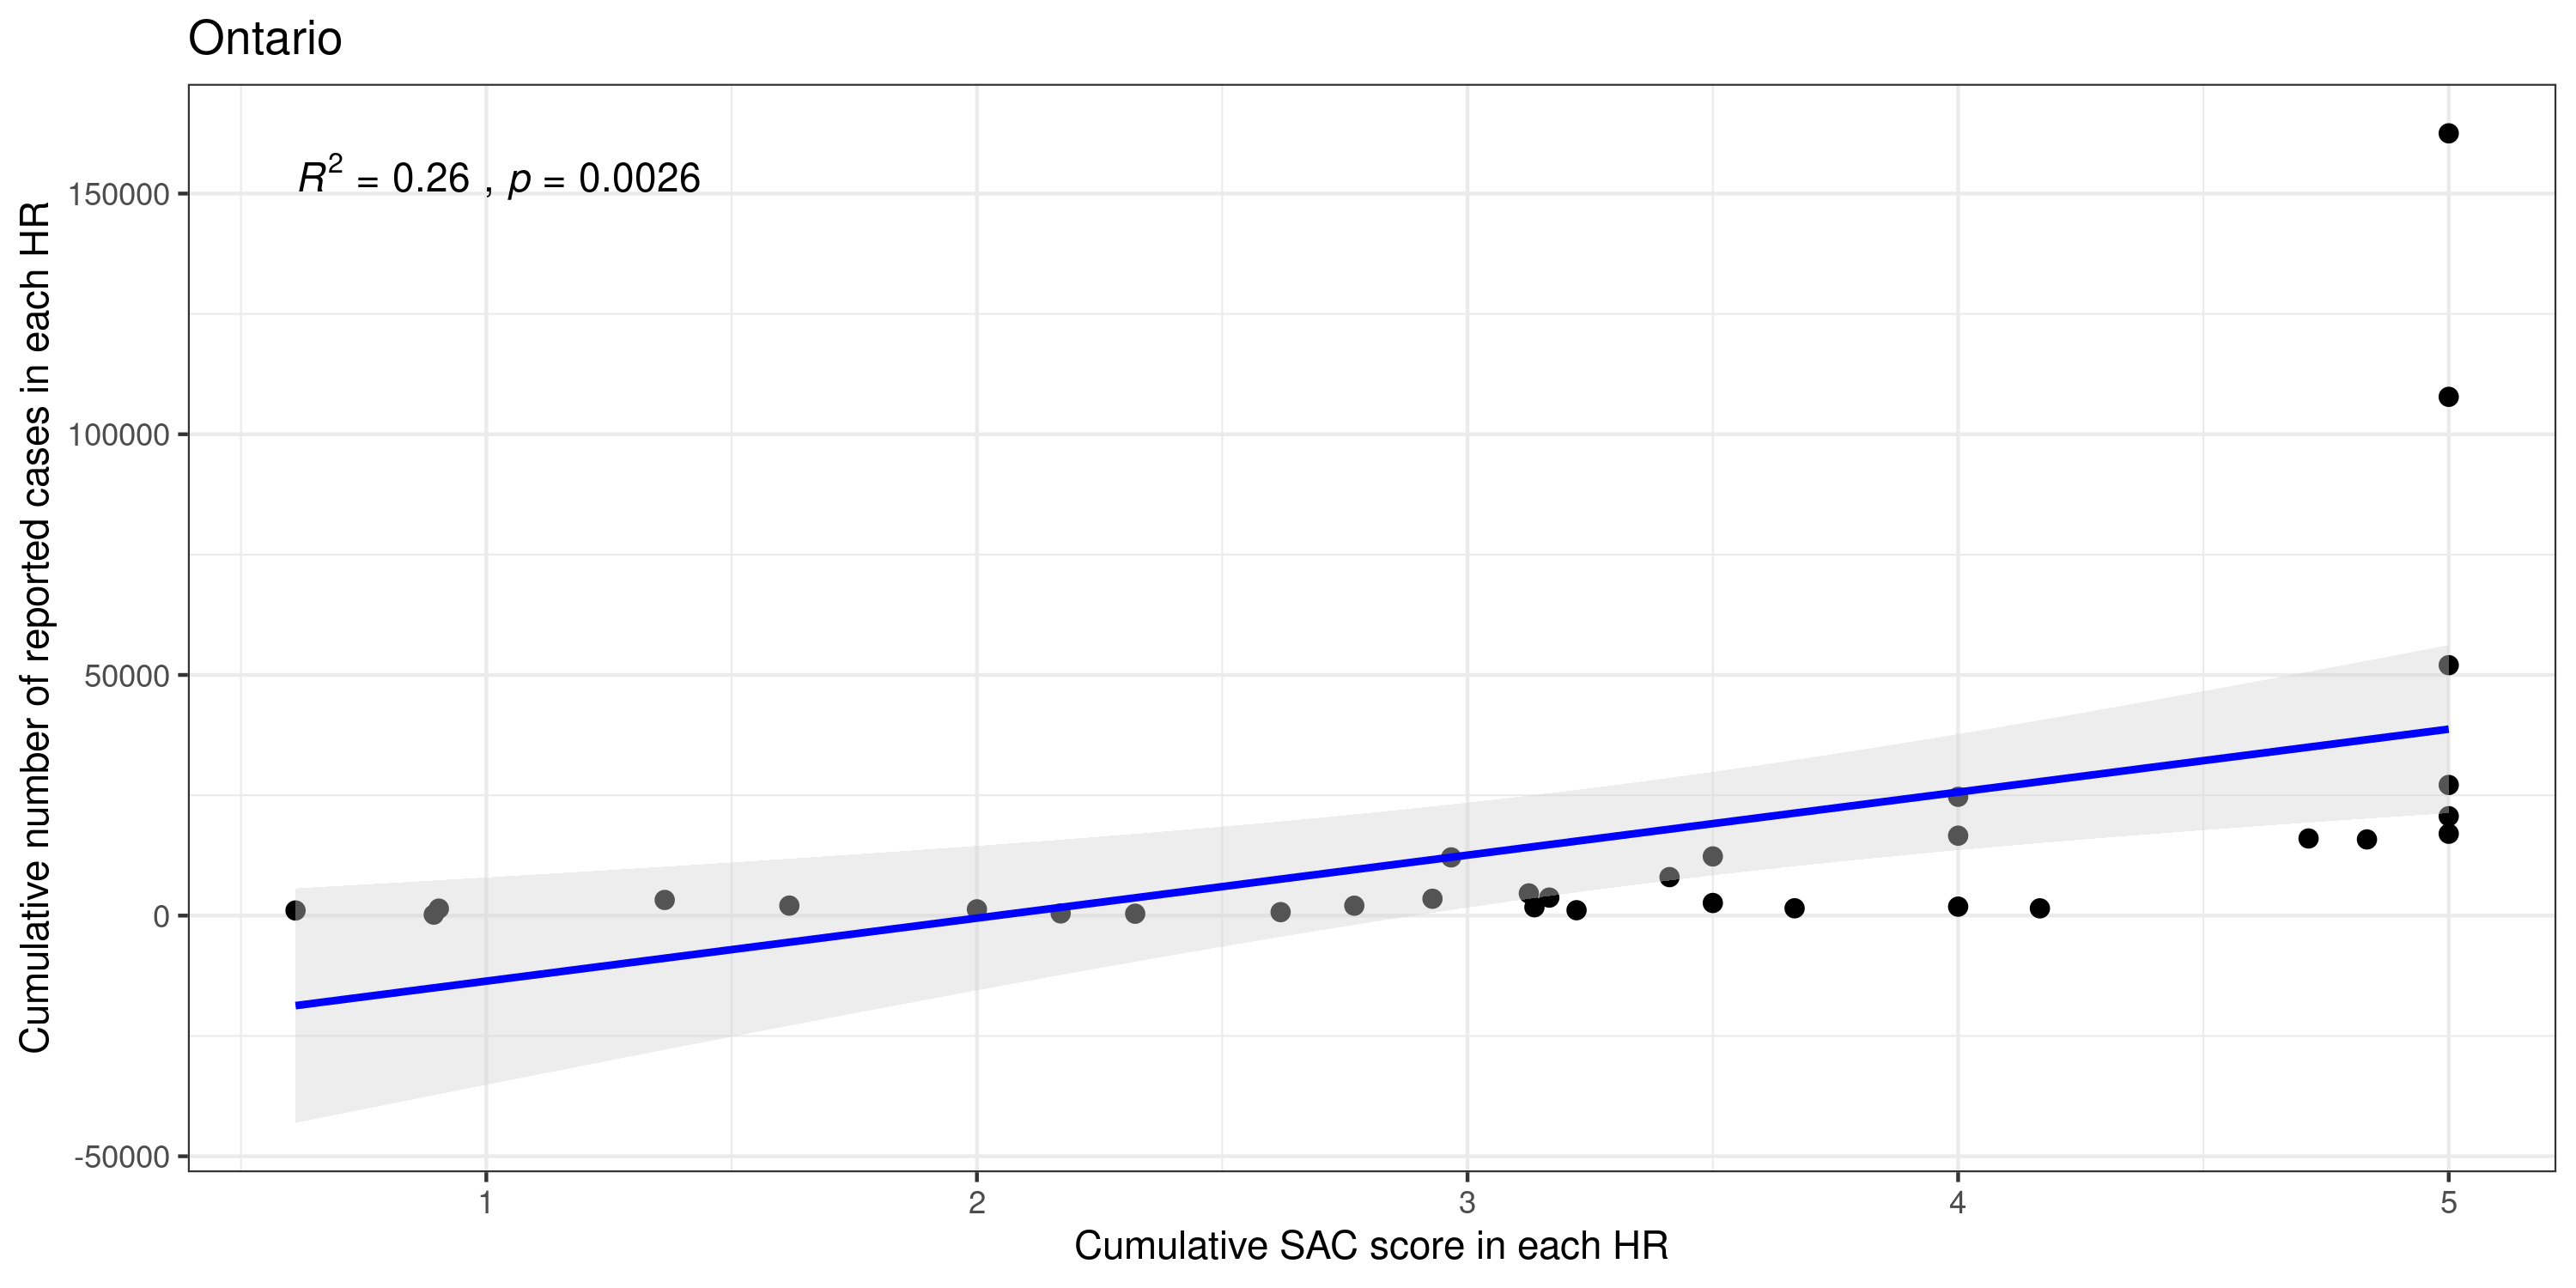 Ontario
R² = 0.26 , p = 0.0026
150000
100000
50000
0
-50000
Cumulative number of reported cases in each HR
1 2 3 4 5
Cumulative SAC score in each HR